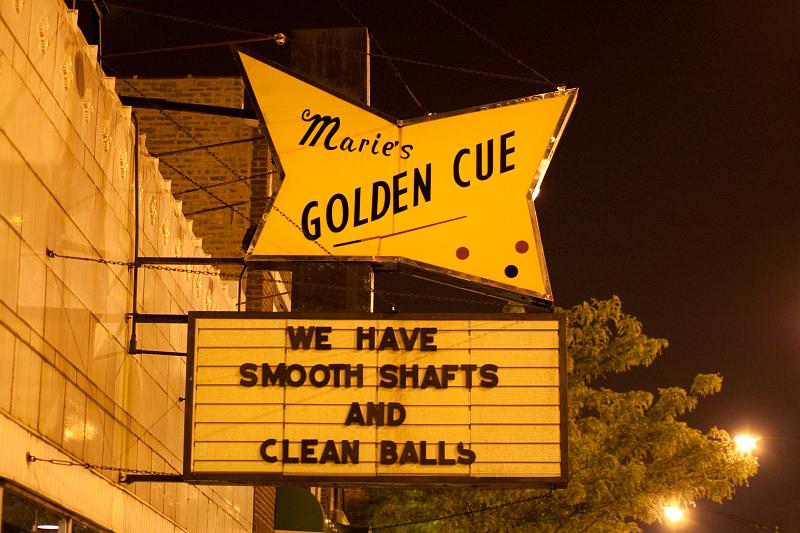 Marie's
GOLDEN CUE
WE HAVE
SMOOTH SHAFTS
AND
CLEAN BALLS